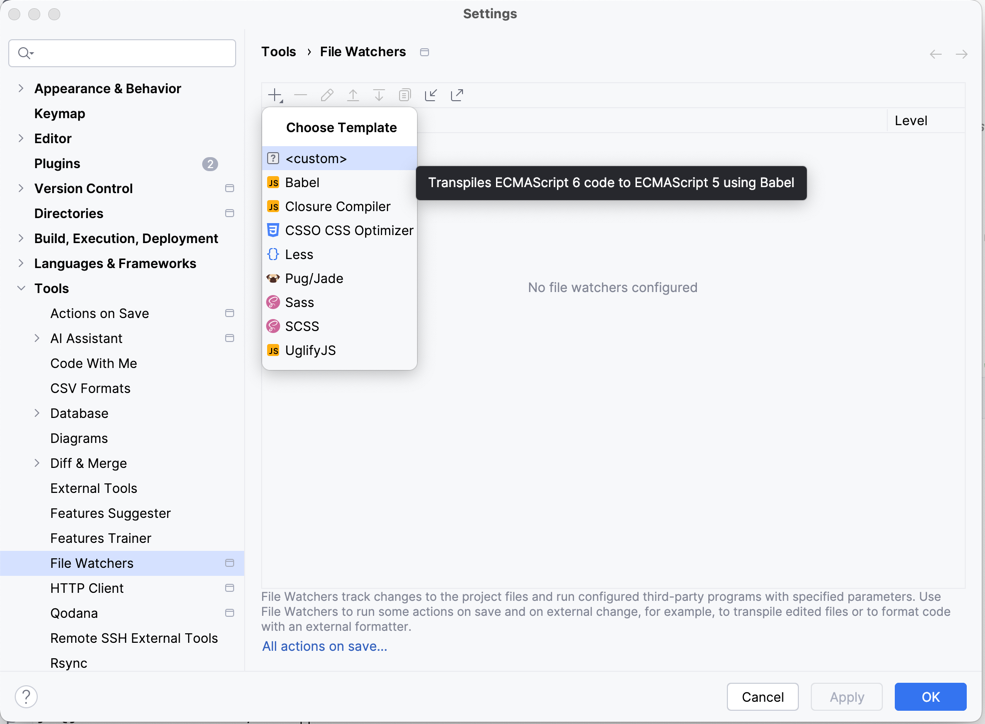 Settings
Tools › File Watchers
Appearance & Behavior
Keymap
Editor
Plugins 2
Version Control
Directories
Build, Execution, Deployment
Languages & Frameworks
Tools
Actions on Save
AI Assistant
Code With Me
CSV Formats
Database
Diagrams
Diff & Merge
External Tools
Features Suggester
Features Trainer
File Watchers
HTTP Client
Qodana
Remote SSH External Tools
Rsync
Level
Choose Template
? <custom>
JS Babel
JS Closure Compiler
CSSO CSS Optimizer
{} Less
Pug/Jade
Sass
SCSS
JS UglifyJS
Transpiles ECMAScript 6 code to ECMAScript 5 using Babel
No file watchers configured
File Watchers track changes to the project files and run configured third-party programs with specified parameters. Use
File Watchers to run some actions on save and on external change, for example, to transpile edited files or to format code
with an external formatter.
All actions on save...
?
Cancel
Apply
OK